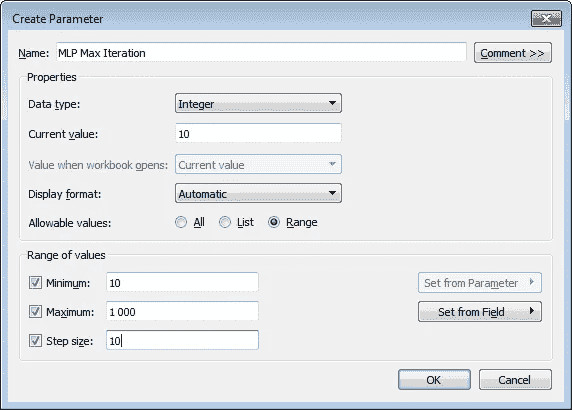 Create Parameter
Name: MLP Max Iteration Comment >>
Properties
Data type: Integer
Current value: 10
Value when workbook opens: Current value
Display format: Automatic
Allowable values: All List Range
Range of values
Minimum: 10 Set from Parameter
Maximum: 1 000 Set from Field
Step size: 10
OK Cancel